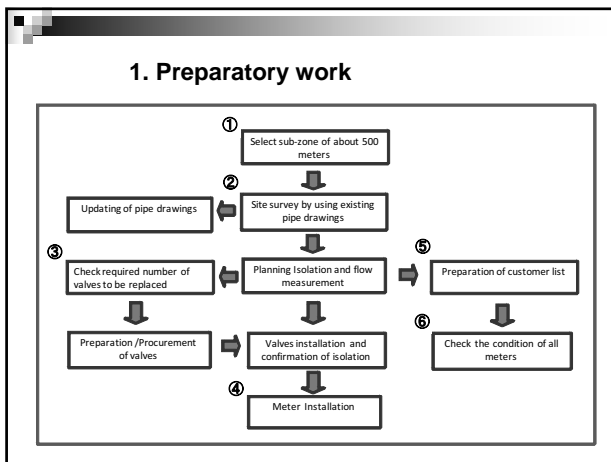 1. Preparatory work
①
Select sub-zone of about 500
meters
②
Updating of pipe drawings
Site survey by using existing
pipe drawings
③
Check required number of
valves to be replaced
Planning Isolation and flow
measurement
⑤
Preparation of customer list
Preparation /Procurement
of valves
Valves installation and
confirmation of isolation
⑥
Check the condition of all
meters
④
Meter Installation